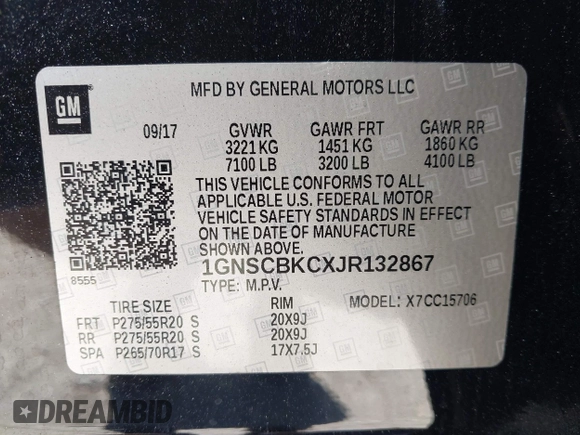 GM
MFD BY GENERAL MOTORS LLC
09/17 GVWR GAWR FRT GAWR RR
3221 KG 1451 KG 1860 KG
7100 LB 3200 LB 4100 LB
THIS VEHICLE CONFORMS TO ALL
APPLICABLE U.S. FEDERAL MOTOR
VEHICLE SAFETY STANDARDS IN EFFECT
ON THE DATE OF MANUFACTURE
SHOWN ABOVE.
8555
1GNSCBKCXJR132867
TYPE: M.P.V.
MODEL: X7CC15706
TIRE SIZE RIM
FRT P275/55R20 S 20X9J
RR P275/55R20 S 20X9J
SPA P265/70R17 S 17X7.5J
DREAMBID